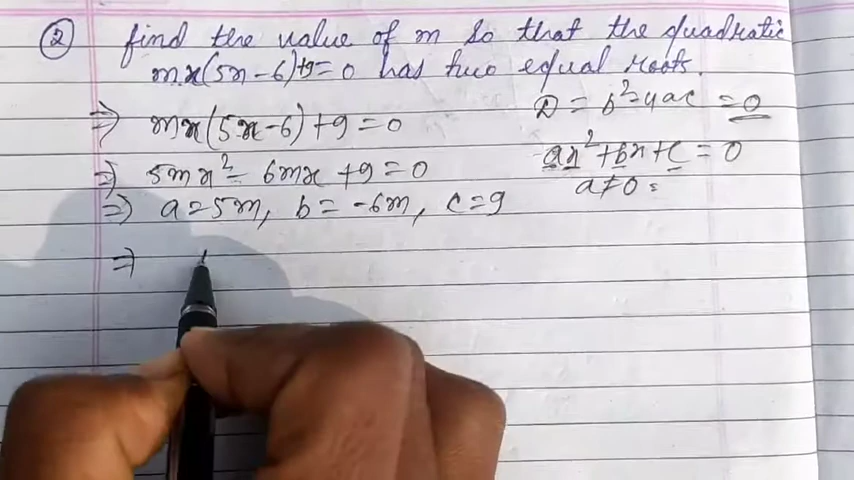 ② find the value of m so that the quadratic
mx(5x-6)+9=0 has two equal roots.
⇒ mx(5x-6)+9=0
D = b²-4ac = 0
⇒ 5mx² - 6mx +9=0
ax²+bx+c = 0
a≠0 =
⇒ a=5m, b= -6m, c=9
⇒